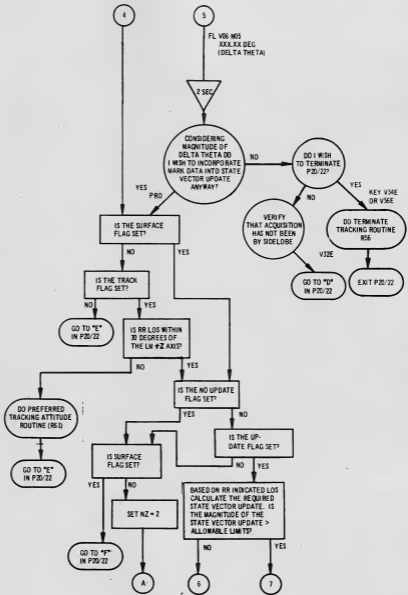 4
5
FL V06 N05
XXX.XX DEG
(DELTA THETA)
2 SEC
CONSIDERING
MAGNITUDE OF
DELTA THETA DO
I WISH TO INCORPORATE
MARK DATA INTO STATE
VECTOR UPDATE
ANYWAY?
NO
DO I WISH
TO TERMINATE
P20/22?
YES
PRO
NO
YES
KEY V34E
OR V56E
VERIFY
THAT ACQUISITION
HAS NOT BEEN
BY SIDELOBE
DO TERMINATE
TRACKING ROUTINE
R56
V32E
GO TO "D"
IN P20/22
EXIT P20/22
IS THE SURFACE
FLAG SET?
NO
YES
IS THE TRACK
FLAG SET?
NO
YES
GO TO "E"
IN P20/22
IS RR LOS WITHIN
30 DEGREES OF
THE LM +Z AXIS?
NO
YES
DO PREFERRED
TRACKING ATTITUDE
ROUTINE (R61)
GO TO "E"
IN P20/22
IS THE NO UPDATE
FLAG SET?
YES
NO
IS SURFACE
FLAG SET?
IS THE UP-
DATE FLAG SET?
NO
YES
YES
NO
SET NZ = 2
BASED ON RR INDICATED LOS
CALCULATE THE REQUIRED
STATE VECTOR UPDATE. IS
THE MAGNITUDE OF THE
STATE VECTOR UPDATE >
ALLOWABLE LIMITS?
NO
YES
GO TO "F"
IN P20/22
A
6
7